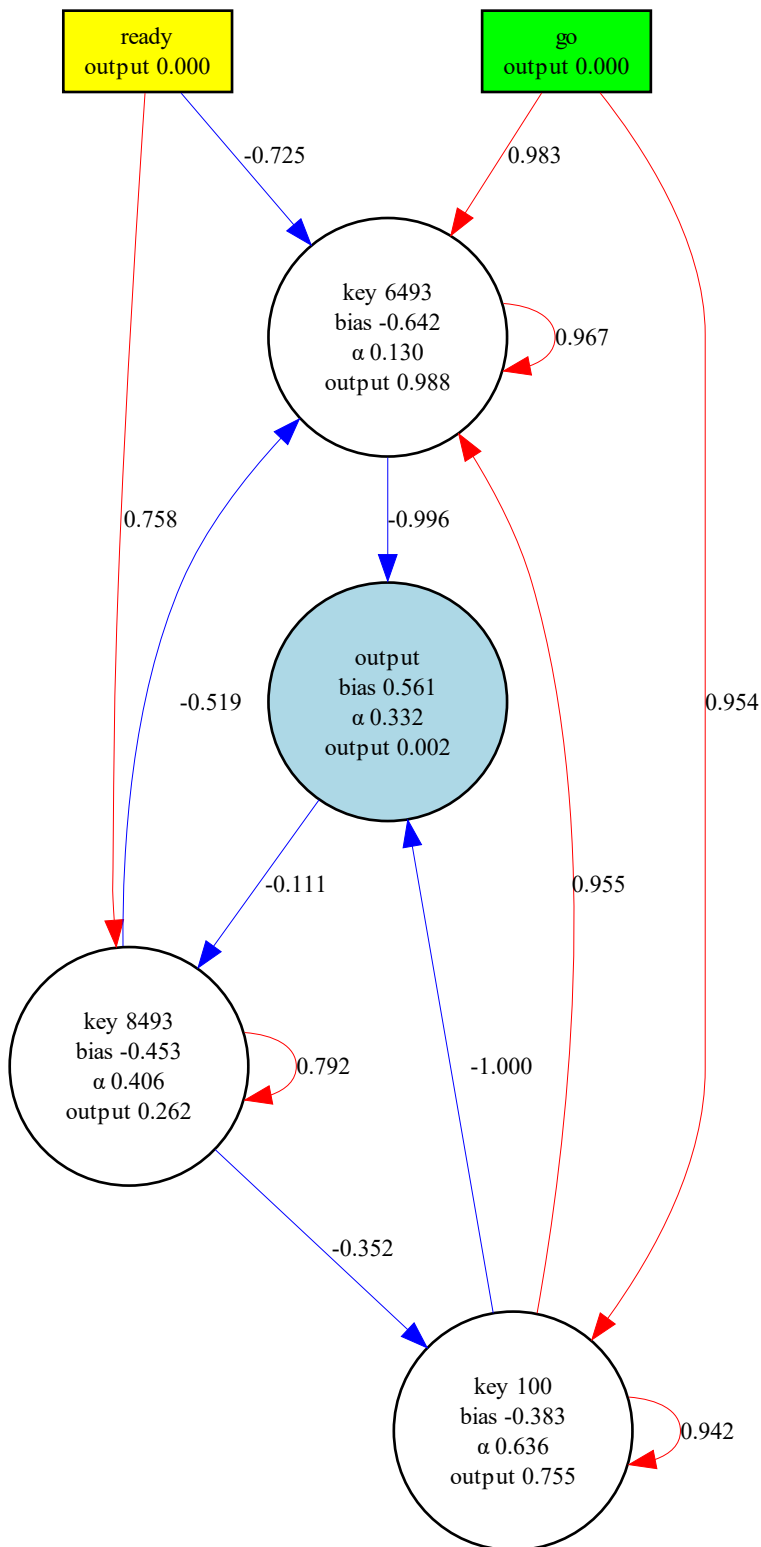 ready
output 0.000
go
output 0.000
-0.725
0.983
key 6493
bias -0.642
α 0.130
output 0.988
0.967
0.758
-0.996
output
bias 0.561
α 0.332
output 0.002
-0.519
0.954
-0.111
0.955
key 8493
bias -0.453
α 0.406
output 0.262
0.792
-1.000
-0.352
key 100
bias -0.383
α 0.636
output 0.755
0.942